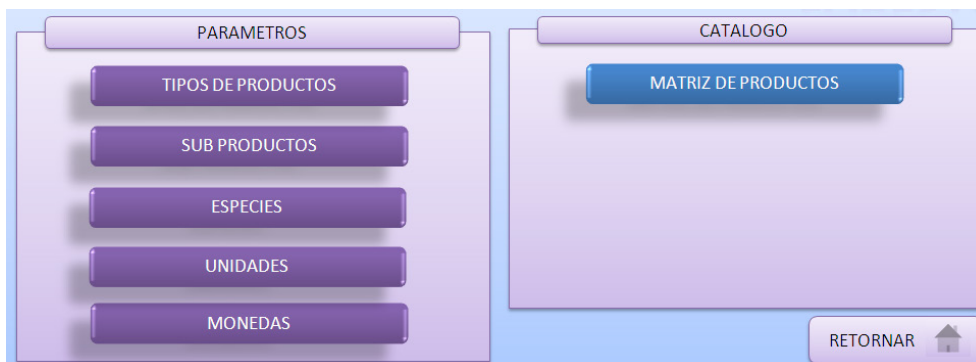 PARAMETROS
TIPOS DE PRODUCTOS
SUB PRODUCTOS
ESPECIES
UNIDADES
MONEDAS
CATALOGO
MATRIZ DE PRODUCTOS
RETORNAR